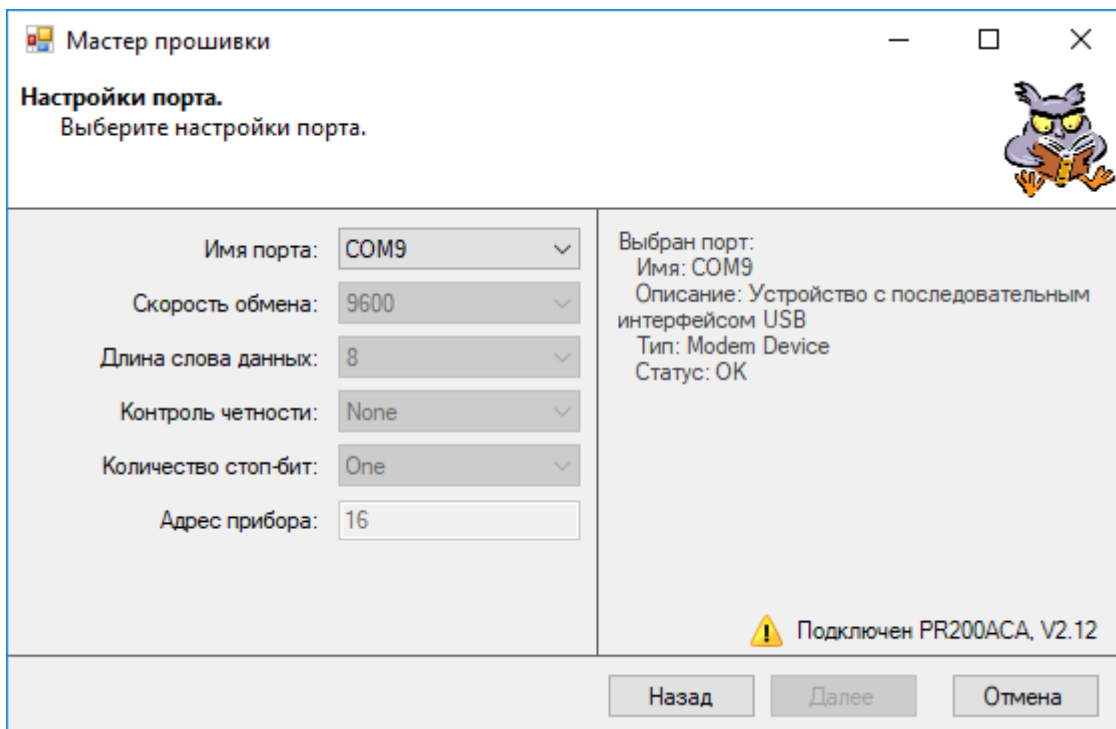 Мастер прошивки
Настройки порта.
Выберите настройки порта.
Имя порта: COM9
Скорость обмена: 9600
Длина слова данных: 8
Контроль четности: None
Количество стоп-бит: One
Адрес прибора: 16
Выбран порт:
Имя: COM9
Описание: Устройство с последовательным
интерфейсом USB
Тип: Modem Device
Статус: OK
Подключен PR200ACA, V2.12
Назад
Далее
Отмена